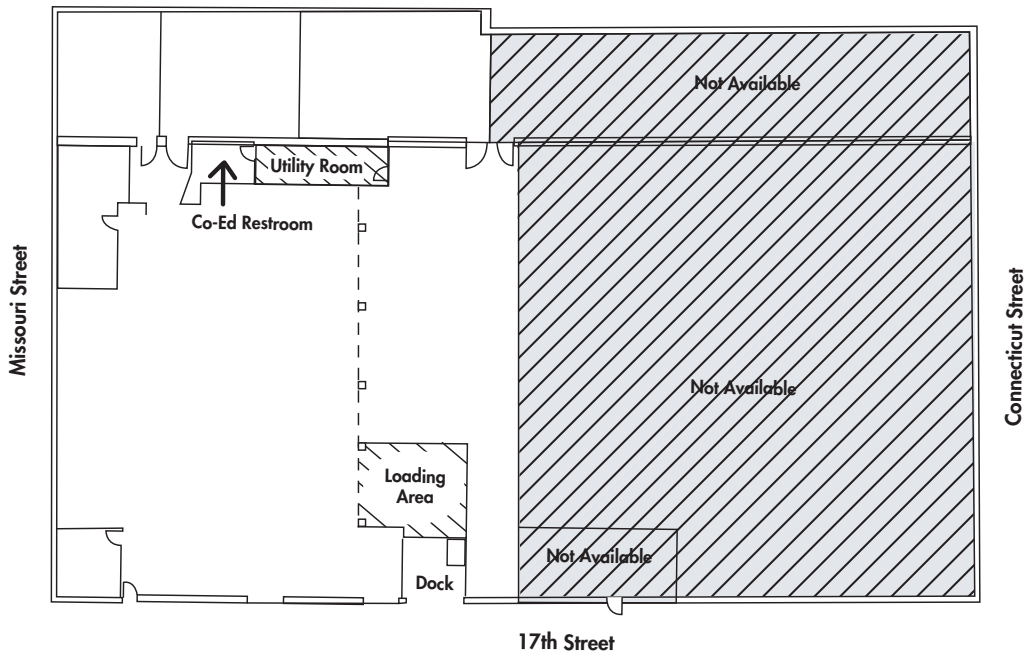 Not Available
Utility Room
Co-Ed Restroom
Missouri Street
Connecticut Street
Not Available
Loading
Area
Not Available
Dock
17th Street